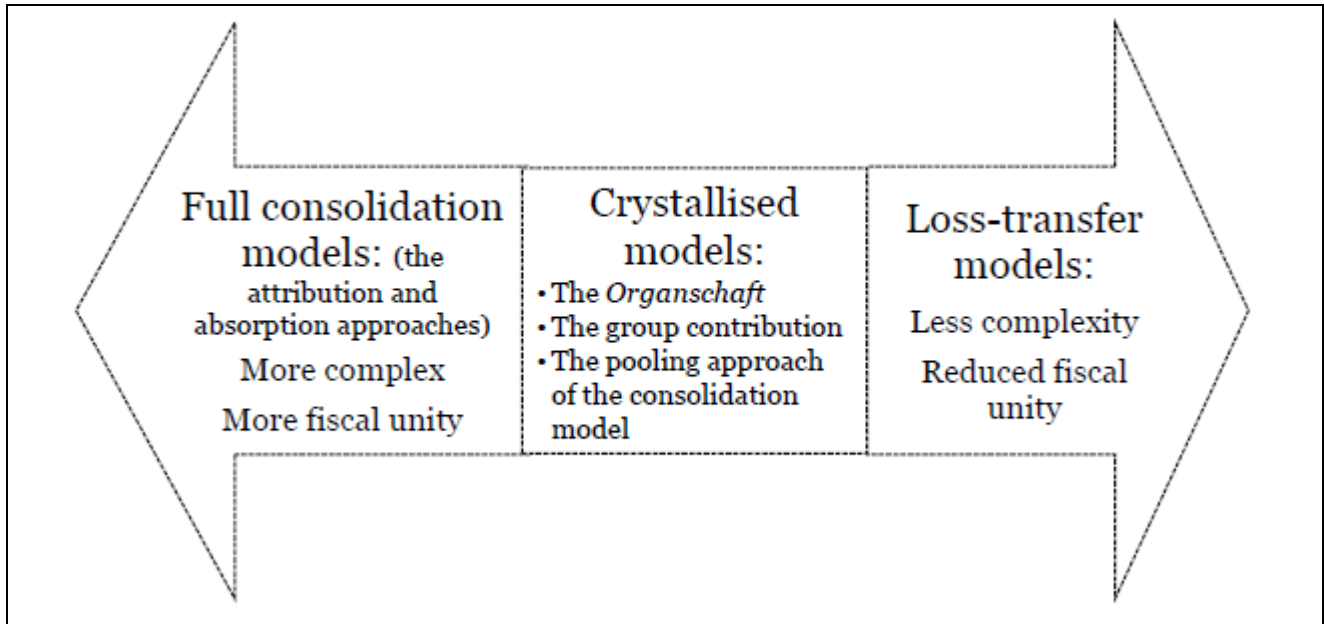 Full consolidation
models: (the
attribution and
absorption approaches)
More complex
More fiscal unity
Crystallised
models:
• The Organschaft
• The group contribution
• The pooling approach
of the consolidation
model
Loss-transfer
models:
Less complexity
Reduced fiscal
unity